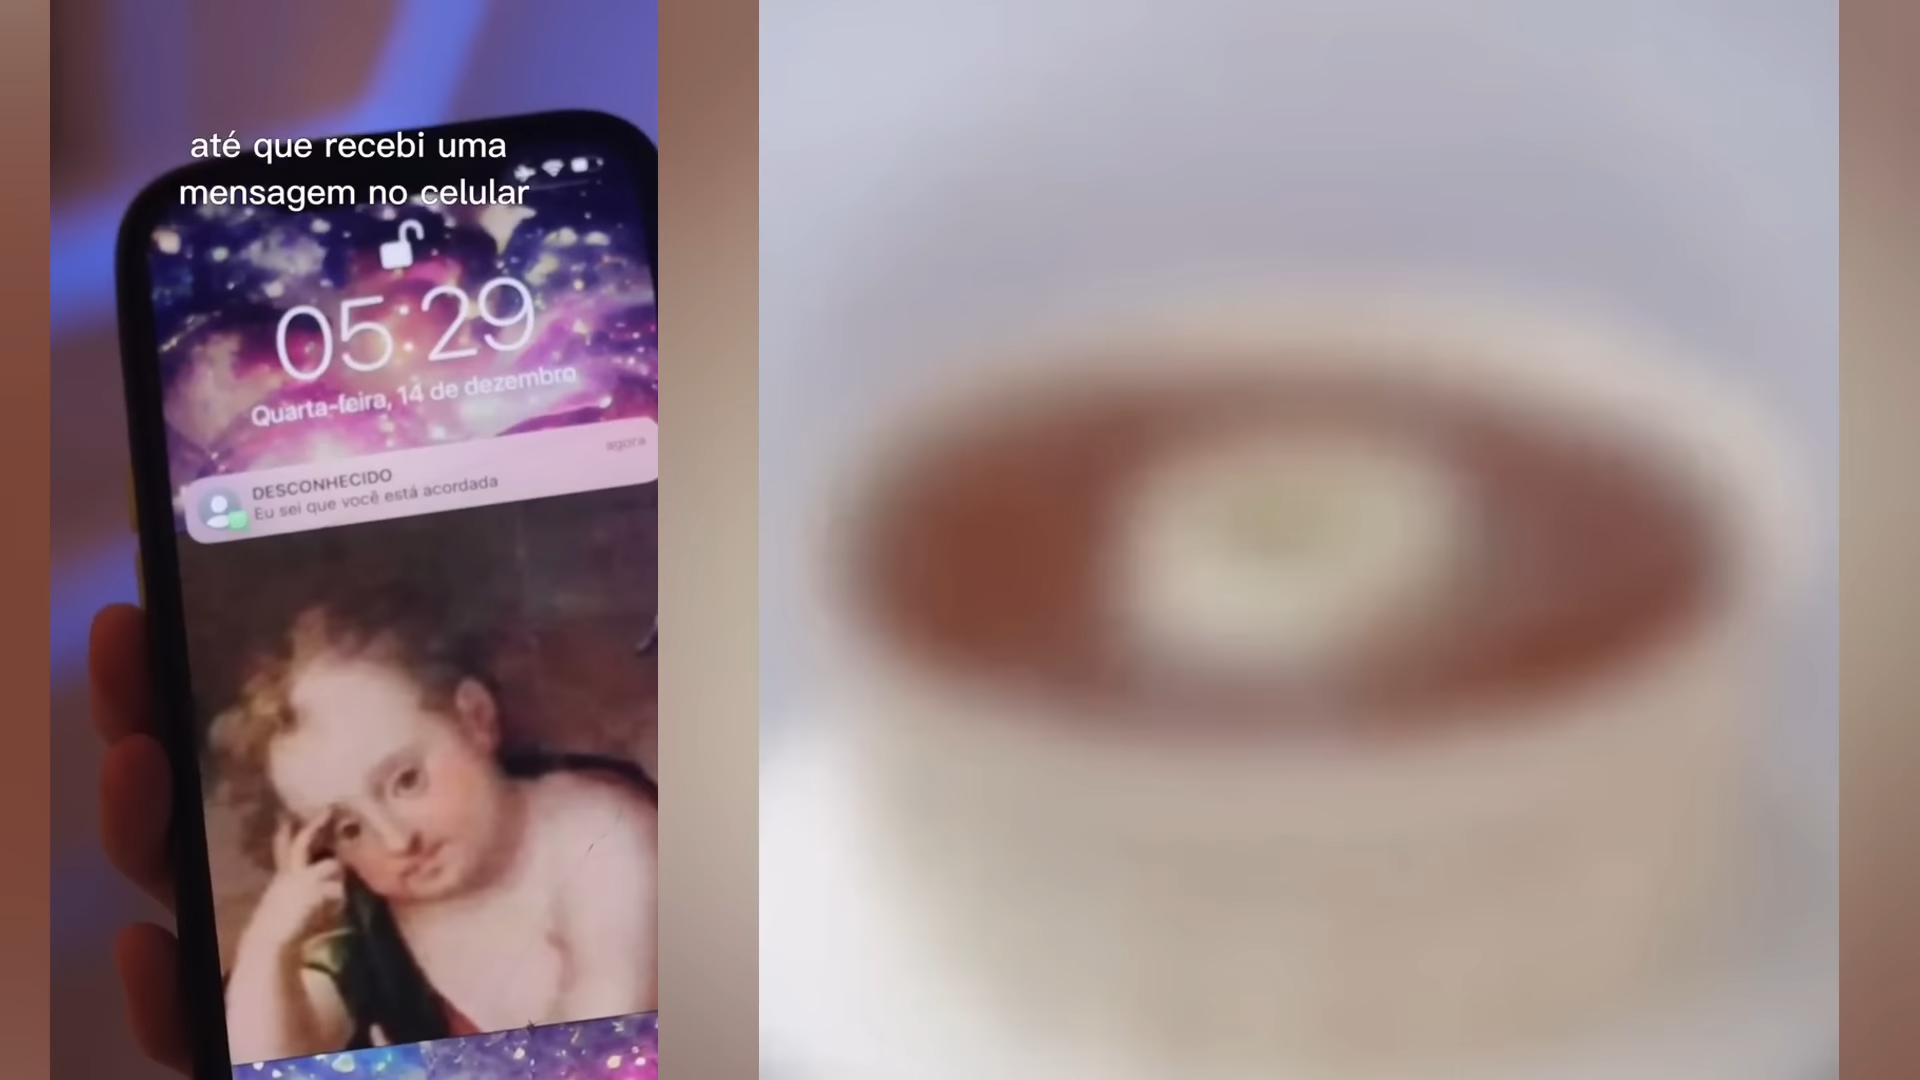 até que recebi uma
mensagem no celular
05:29
Quarta-feira, 14 de dezembro
agora
DESCONHECIDO
Eu sei que você está acordada